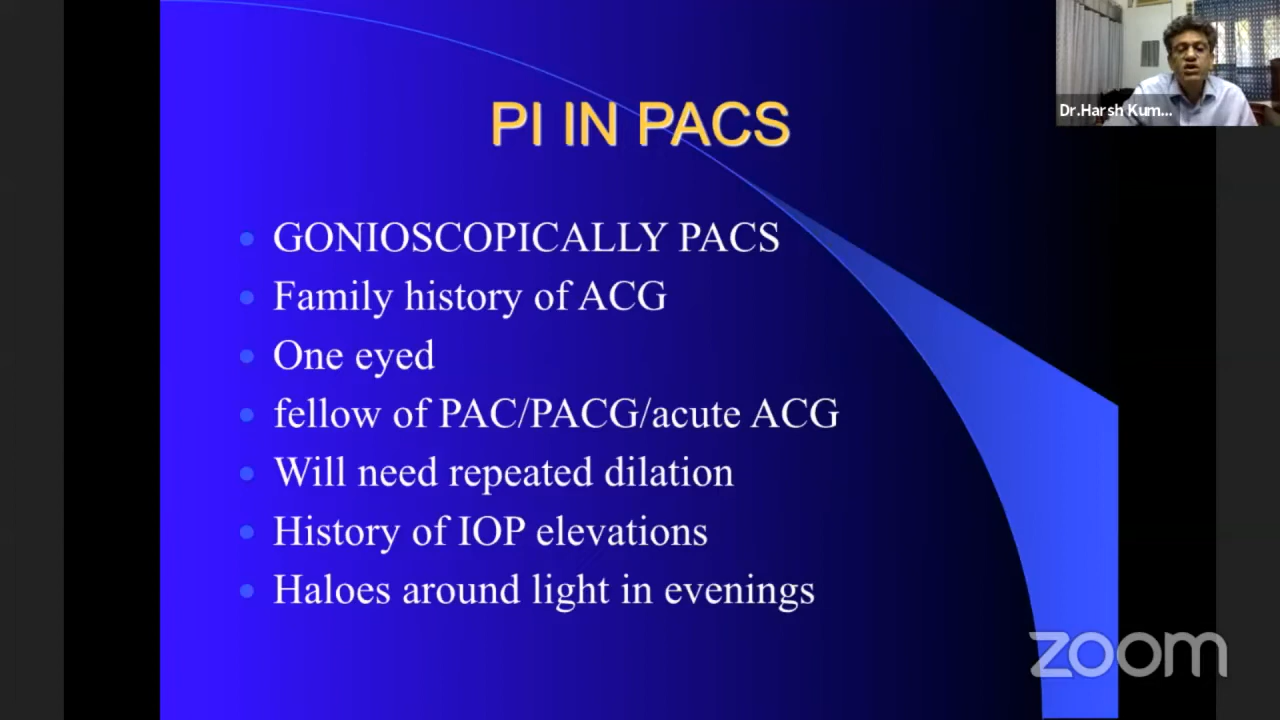 Dr.Harsh Kum...
PI IN PACS
GONIOSCOPICALLY PACS
Family history of ACG
One eyed
fellow of PAC/PACG/acute ACG
Will need repeated dilation
History of IOP elevations
Haloes around light in evenings
zoom